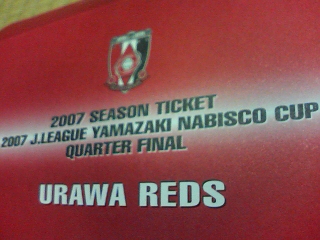 2007 SEASON TICKET
2007 J.LEAGUE YAMAZAKI NABISCO CUP
QUARTER FINAL
URAWA REDS